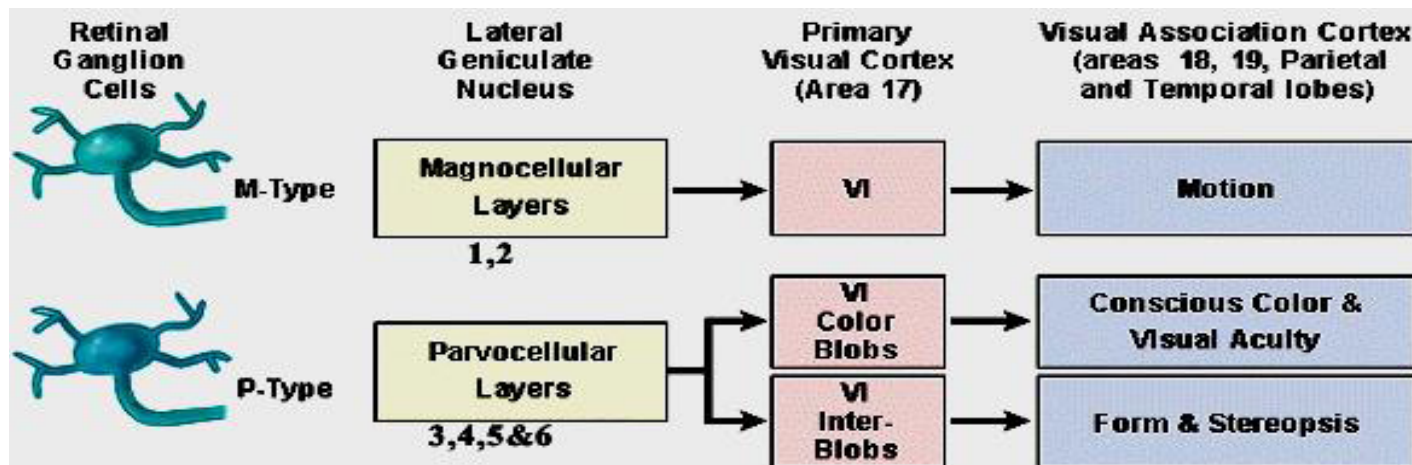 Retinal
Ganglion
Cells
Lateral
Geniculate
Nucleus
Primary
Visual Cortex
(Area 17)
Visual Association Cortex
(areas 18, 19, Parietal
and Temporal lobes)
M-Type
Magnocellular
Layers
1,2
VI
Motion
P-Type
Parvocellular
Layers
3,4,5&6
VI
Color
Blobs
Conscious Color &
Visual Acuity
VI
Inter-
Blobs
Form & Stereopsis